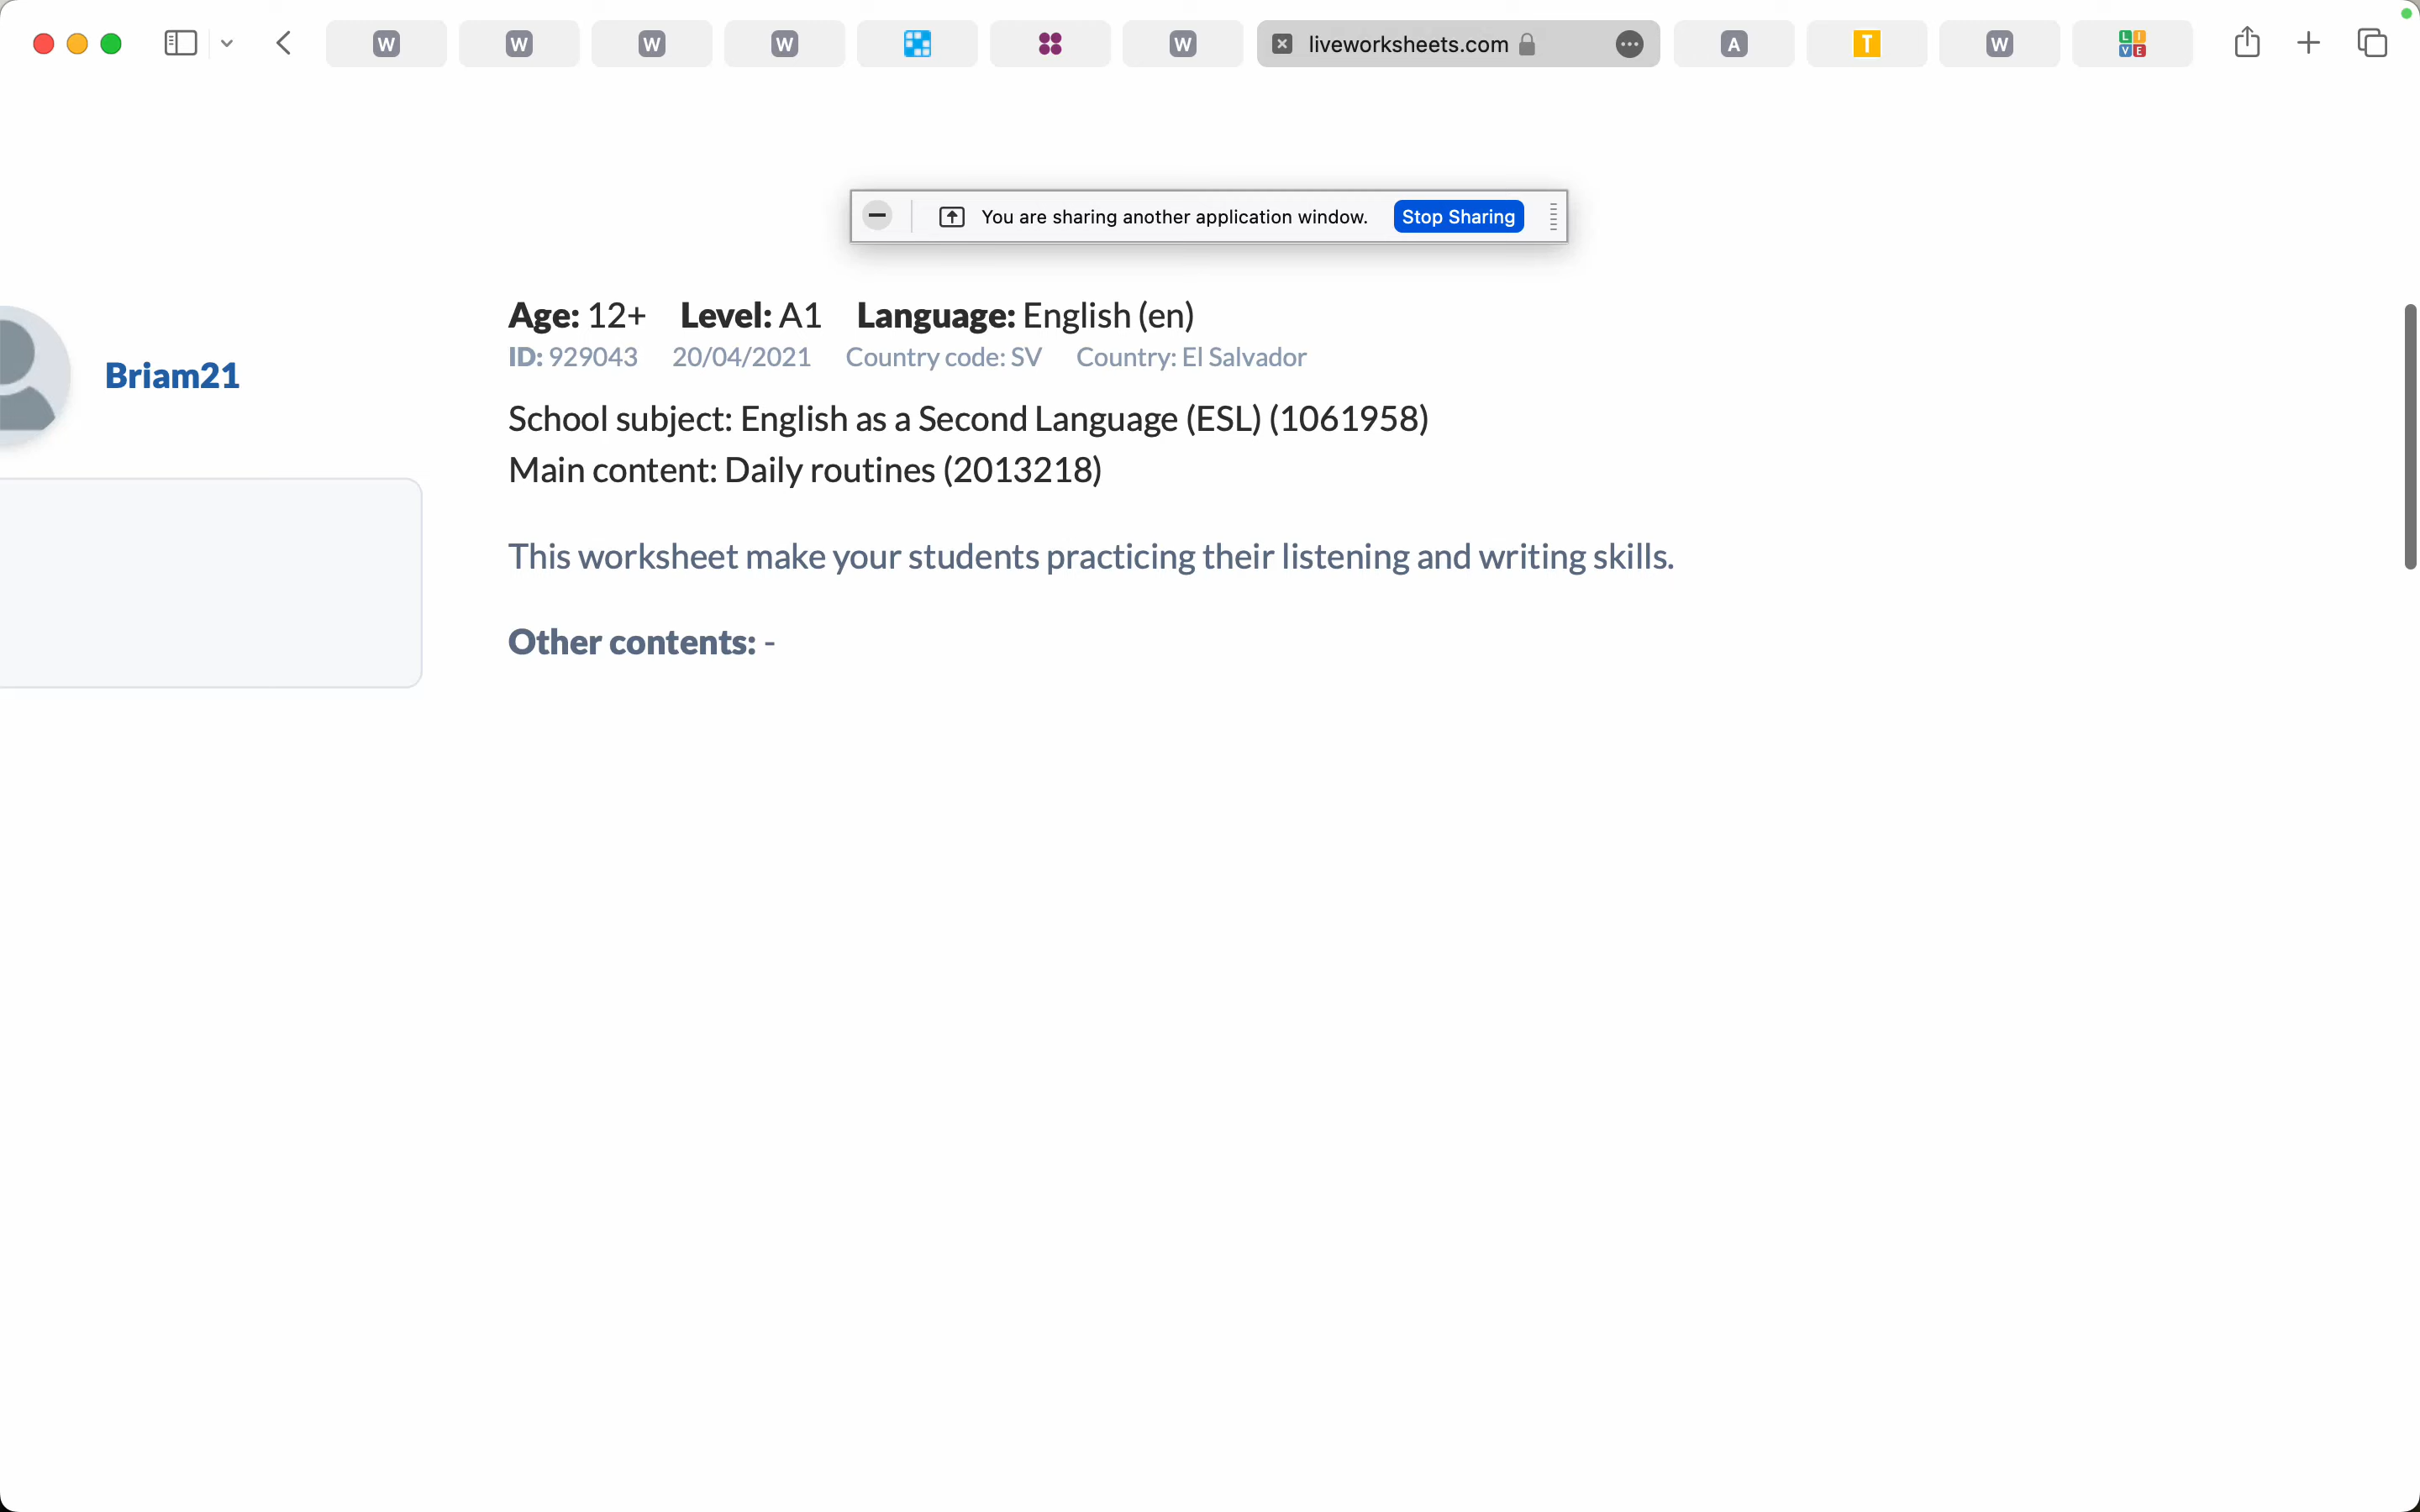 W W W W W liveworksheets.com A T W L I V E
You are sharing another application window. Stop Sharing
Age: 12+ Level: A1 Language: English (en)
ID: 929043 20/04/2021 Country code: SV Country: El Salvador
Briam21
School subject: English as a Second Language (ESL) (1061958)
Main content: Daily routines (2013218)
This worksheet make your students practicing their listening and writing skills.
Other contents: -